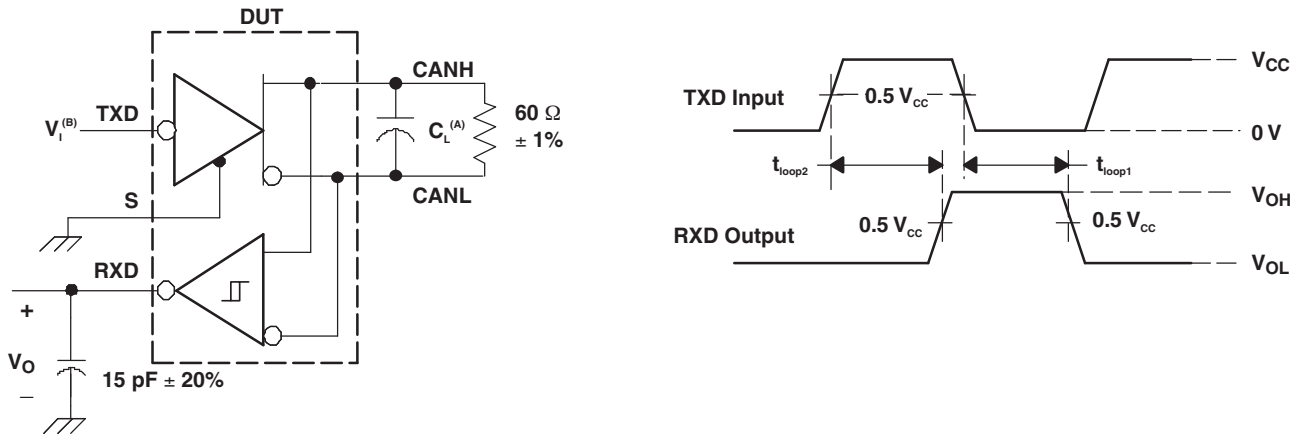 DUT
CANH
TXD
V_I^(B)
C_L^(A)
60 Ω
± 1%
S
CANL
RXD
+
V_O
–
15 pF ± 20%
V_CC
TXD Input
0.5 V_CC
0 V
t_loop2
t_loop1
V_OH
0.5 V_CC
0.5 V_CC
RXD Output
V_OL